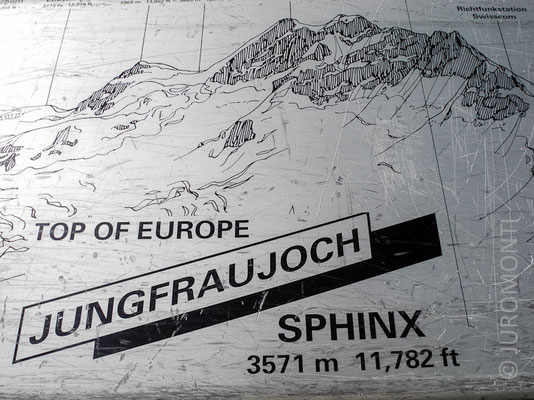 Richtfunkstation
Swisscom
TOP OF EUROPE
JUNGFRAUJOCH
SPHINX
3571 m 11,782 ft
© JUROMONTI